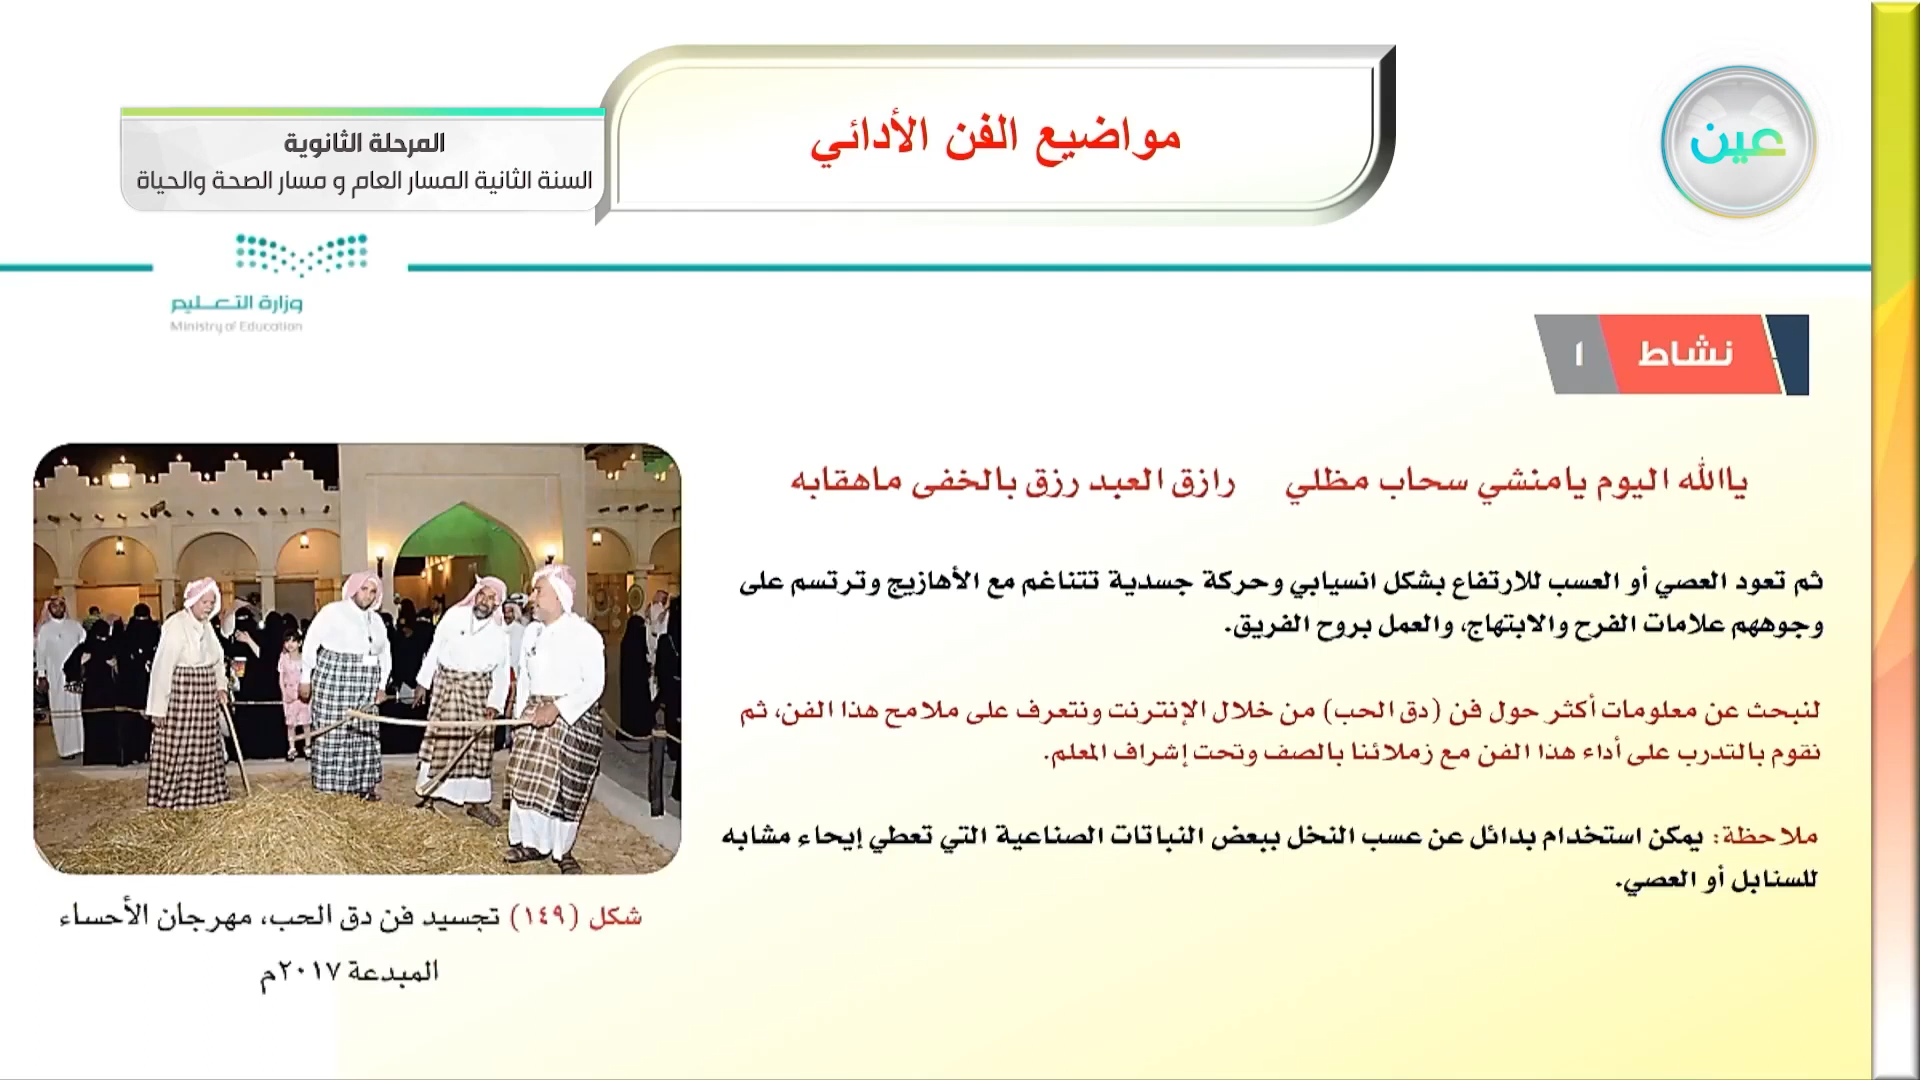 مواضيع الفن الأدائي
عين
المرحلة الثانوية
السنة الثانية المسار العام و مسار الصحة والحياة
وزارة التعليم
Ministry of Education
نشاط ١
ياالله اليوم يامنشي سحاب مظلي رازق العبد رزق بالخفى ماهقابه
ثم تعود العصي أو العسب للارتفاع بشكل انسيابي وحركة جسدية تتناغم مع الأهازيج وترتسم على
وجوههم علامات الفرح والابتهاج، والعمل بروح الفريق.
لنبحث عن معلومات أكثر حول فن (دق الحب) من خلال الإنترنت ونتعرف على ملامح هذا الفن، ثم
نقوم بالتدرب على أداء هذا الفن مع زملائنا بالصف وتحت إشراف المعلم.
ملاحظة: يمكن استخدام بدائل عن عسب النخل ببعض النباتات الصناعية التي تعطي إيحاء مشابه
للسنابل أو العصي.
شكل (١٤٩) تجسيد فن دق الحب، مهرجان الأحساء
المبدعة ٢٠١٧م